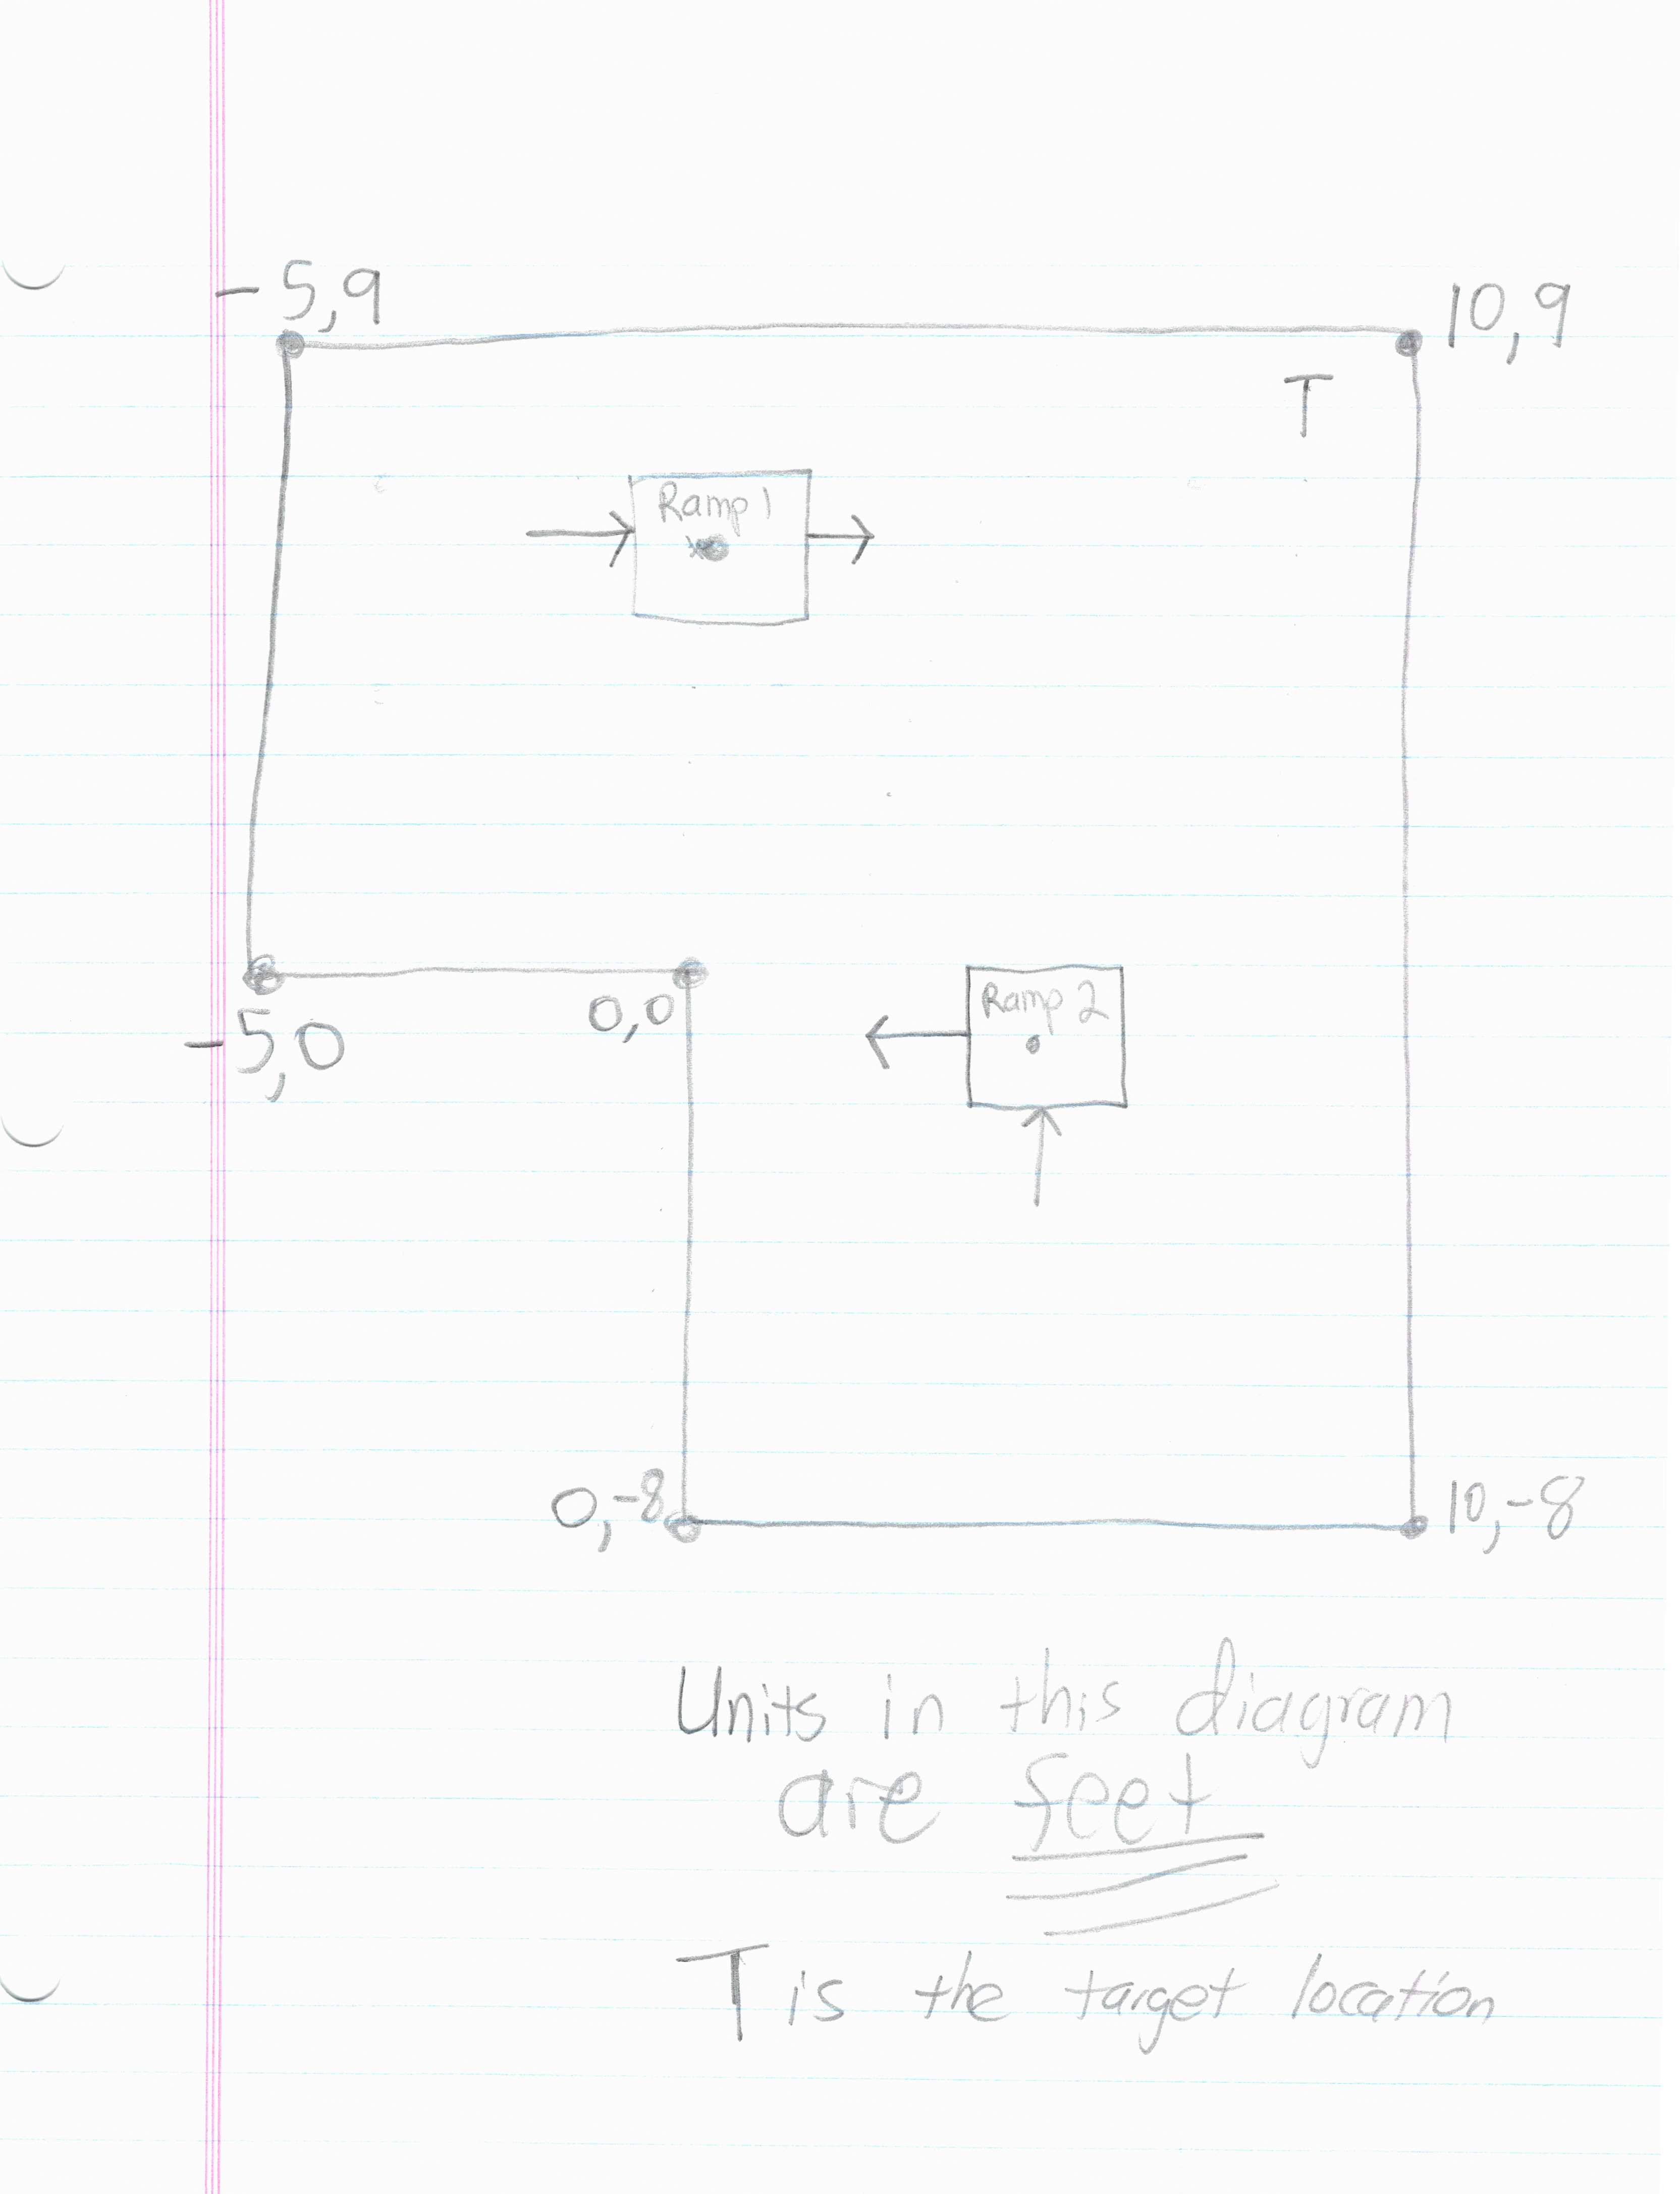 -5,9
10,9
T
Ramp 1
0,0
-5,0
Ramp 2
0,-8
10,-8
Units in this diagram
are feet
T is the target location